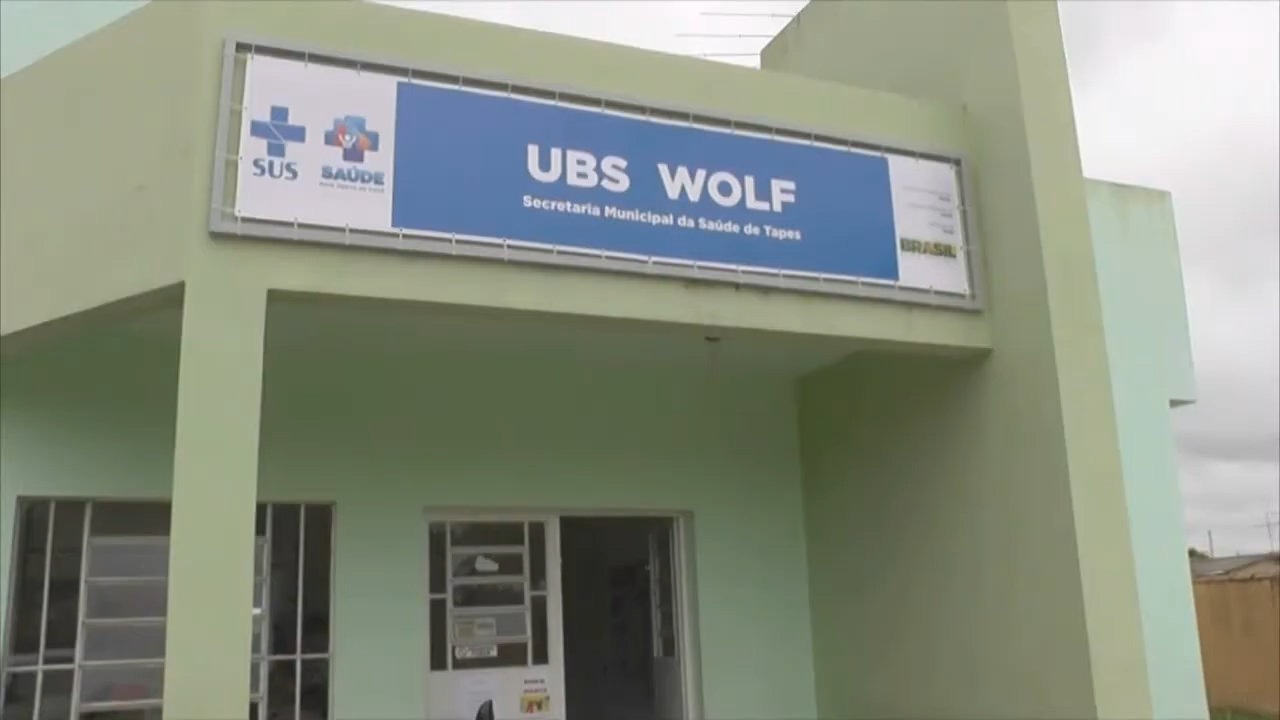 SUS
SAÚDE
UBS WOLF
Secretaria Municipal da Saúde de Tapes
BRASIL